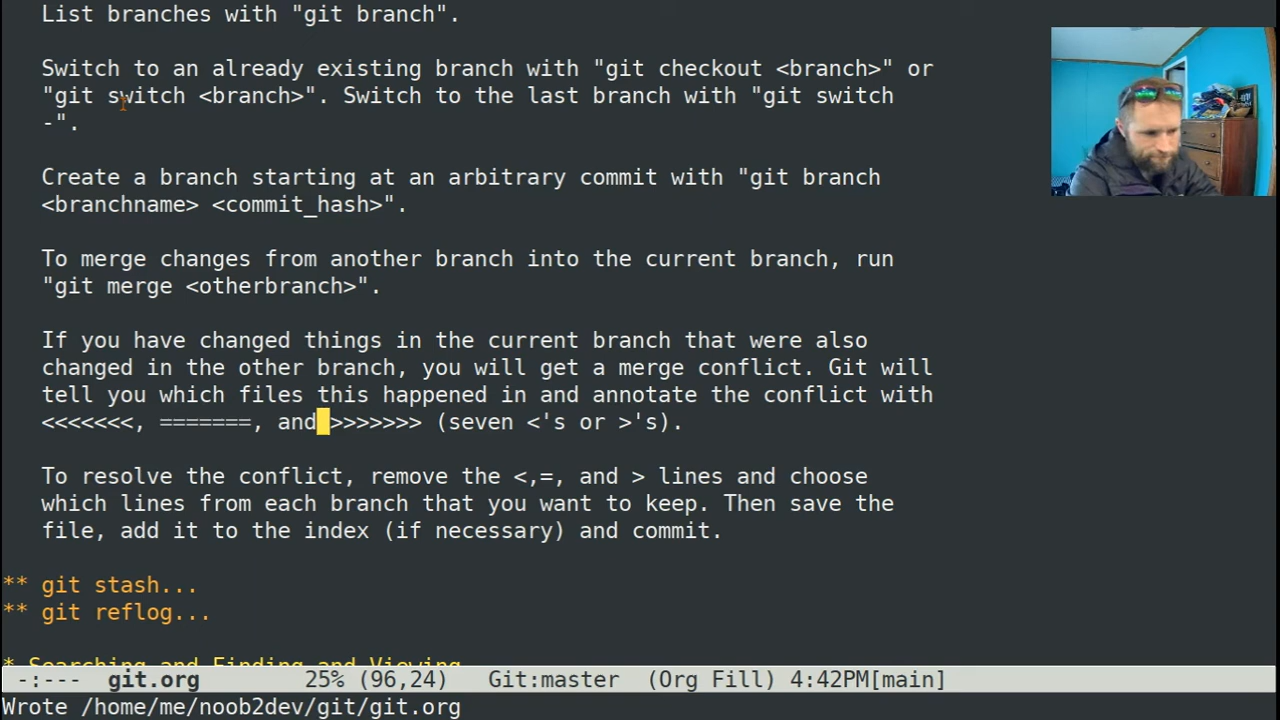 List branches with "git branch".
Switch to an already existing branch with "git checkout <branch>" or
"git switch <branch>". Switch to the last branch with "git switch
-".
Create a branch starting at an arbitrary commit with "git branch
<branchname> <commit_hash>".
To merge changes from another branch into the current branch, run
"git merge <otherbranch>".
If you have changed things in the current branch that were also
changed in the other branch, you will get a merge conflict. Git will
tell you which files this happened in and annotate the conflict with
<<<<<<<, =======, and >>>>>>> (seven <'s or >'s).
To resolve the conflict, remove the <,=, and > lines and choose
which lines from each branch that you want to keep. Then save the
file, add it to the index (if necessary) and commit.
** git stash...
** git reflog...
* Searching and Finding and Viewing
-:--- git.org 25% (96,24) Git:master (Org Fill) 4:42PM[main]
Wrote /home/me/noob2dev/git/git.org